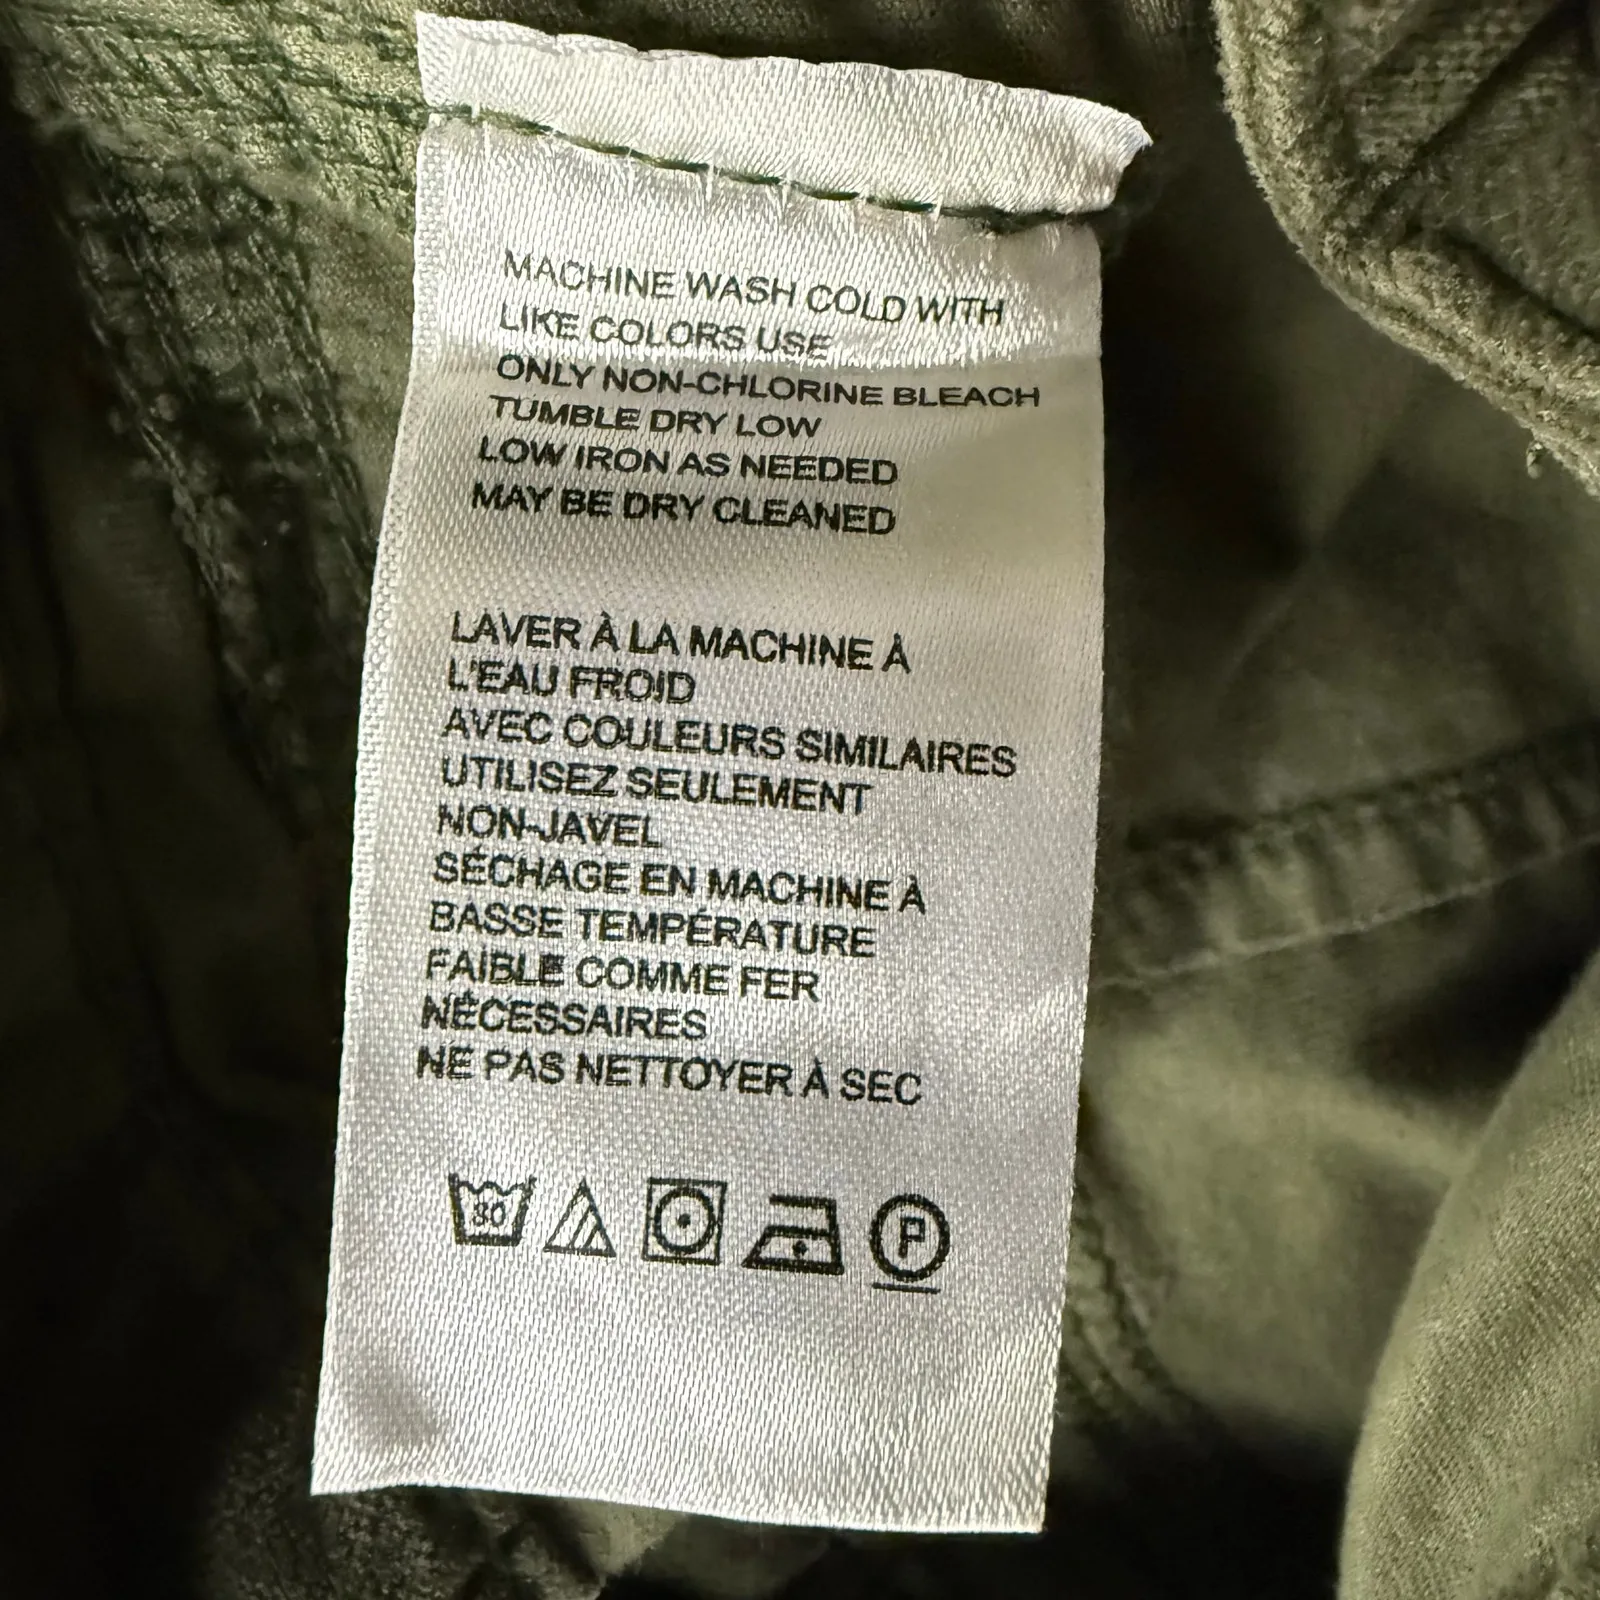 MACHINE WASH COLD WITH
LIKE COLORS USE
ONLY NON-CHLORINE BLEACH
TUMBLE DRY LOW
LOW IRON AS NEEDED
MAY BE DRY CLEANED
LAVER À LA MACHINE À
L'EAU FROID
AVEC COULEURS SIMILAIRES
UTILISEZ SEULEMENT
NON-JAVEL
SÉCHAGE EN MACHINE À
BASSE TEMPÉRATURE
FAIBLE COMME FER
NÉCESSAIRES
NE PAS NETTOYER À SEC
30 P